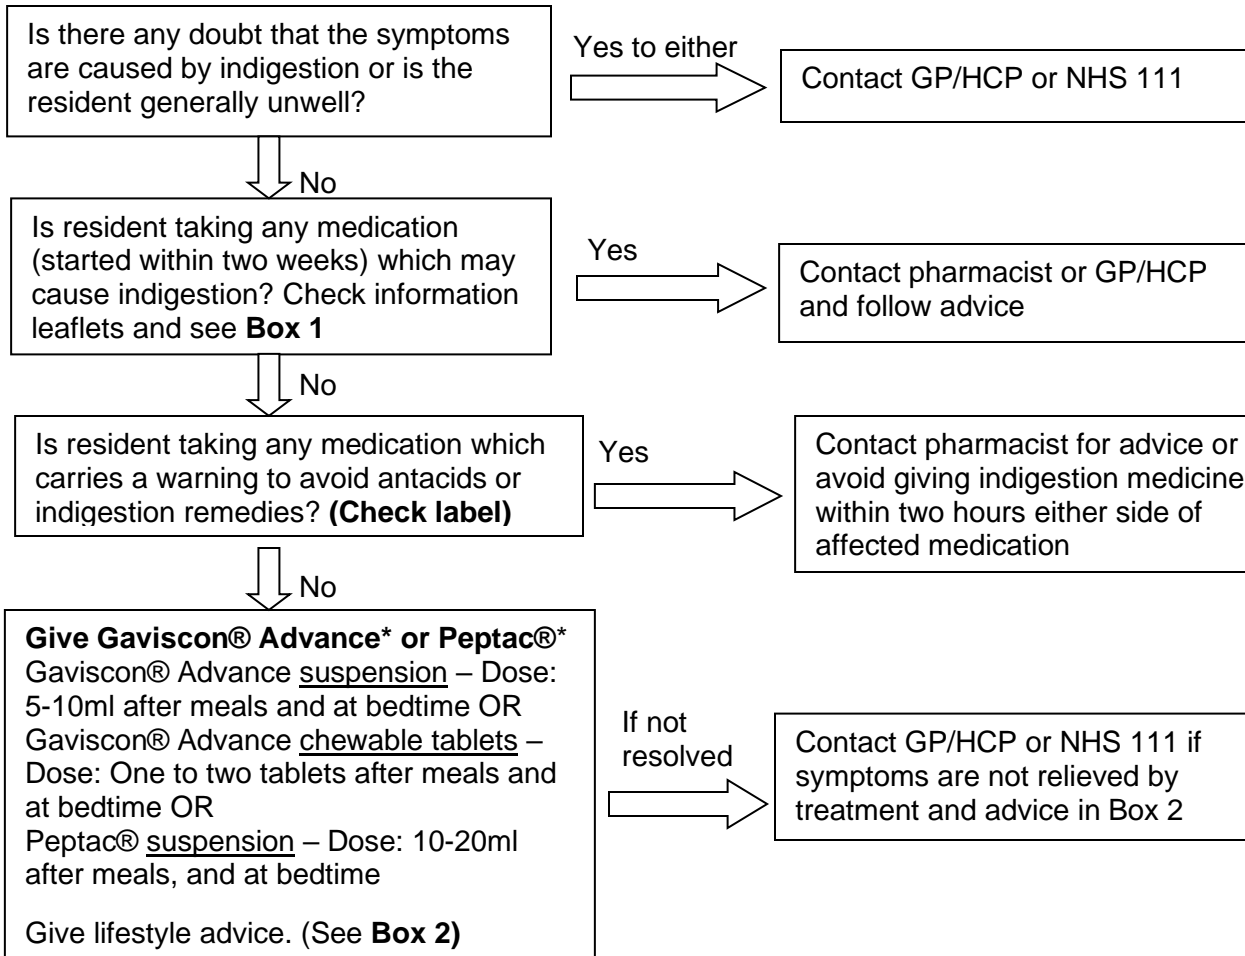 Is there any doubt that the symptoms
are caused by indigestion or is the
resident generally unwell?
Yes to either
Contact GP/HCP or NHS 111
No
Is resident taking any medication
(started within two weeks) which may
cause indigestion? Check information
leaflets and see Box 1
Yes
Contact pharmacist or GP/HCP
and follow advice
No
Is resident taking any medication which
carries a warning to avoid antacids or
indigestion remedies? (Check label)
Yes
Contact pharmacist for advice or
avoid giving indigestion medicine
within two hours either side of
affected medication
No
Give Gaviscon® Advance* or Peptac®*
Gaviscon® Advance suspension – Dose:
5-10ml after meals and at bedtime OR
Gaviscon® Advance chewable tablets –
Dose: One to two tablets after meals and
at bedtime OR
Peptac® suspension – Dose: 10-20ml
after meals, and at bedtime
Give lifestyle advice. (See Box 2)
If not
resolved
Contact GP/HCP or NHS 111 if
symptoms are not relieved by
treatment and advice in Box 2